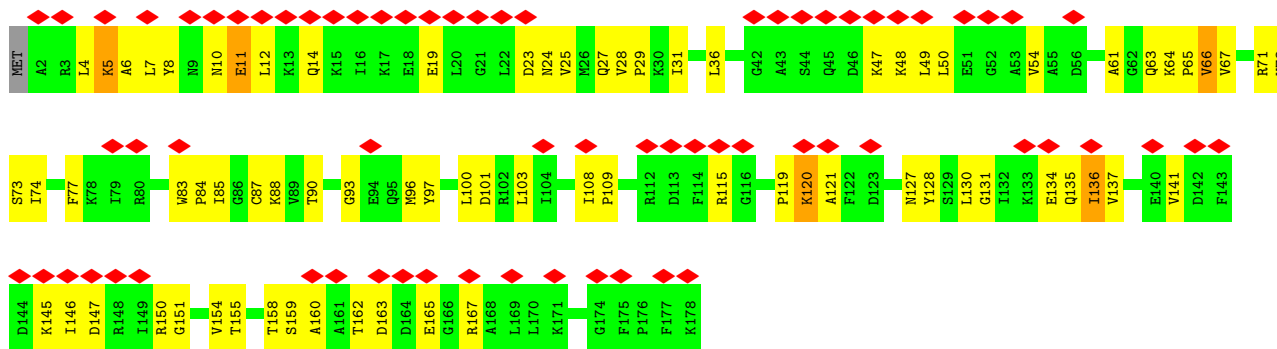 MET A2 R3 L4 K5 A6 L7 Y8 N9 N10 E11 L12 K13 Q14 K15 I16 K17 E18 E19 L20 G21 L22 D23 N24 V25 M26 Q27 V28 P29 K30 I31 L36 G42 A43 S44 Q45 D46 K47 K48 L49 L50 E51 G52 A53 V54 A55 D56 A61 G62 Q63 K64 P65 V66 V67 R71
S73 I74 F77 K78 I79 R80 W83 P84 I85 G86 C87 K88 V89 T90 G93 E94 Q95 M96 Y97 L100 D101 R102 L103 I104 I108 P109 R112 D113 F114 R115 G116 P119 K120 A121 F122 D123 N127 Y128 S129 L130 G131 I132 K133 E134 Q135 I136 V137 E140 V141 D142 F143
D144 K145 I146 D147 R148 I149 R150 G151 V154 T155 T158 S159 A160 A161 T162 D163 D164 E165 G166 R167 A168 L169 L170 K171 G174 F175 P176 F177 K178